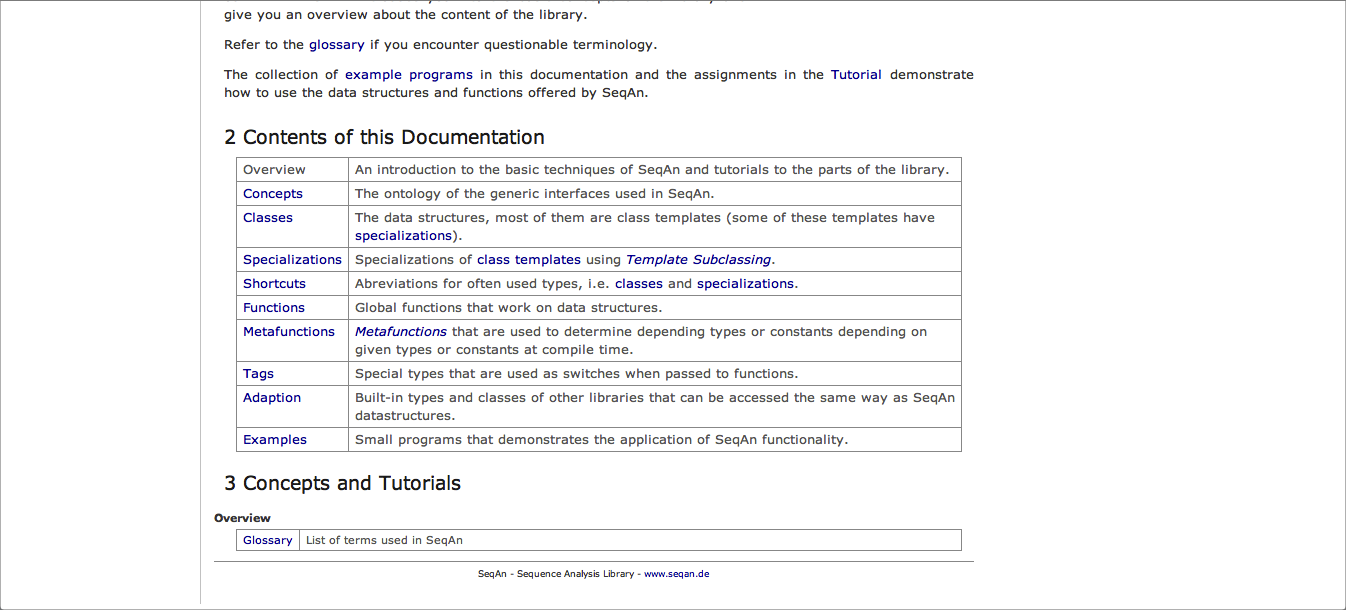 give you an overview about the content of the library.
Refer to the glossary if you encounter questionable terminology.
The collection of example programs in this documentation and the assignments in the Tutorial demonstrate
how to use the data structures and functions offered by SeqAn.
2 Contents of this Documentation
Overview An introduction to the basic techniques of SeqAn and tutorials to the parts of the library.
Concepts The ontology of the generic interfaces used in SeqAn.
Classes The data structures, most of them are class templates (some of these templates have
specializations).
Specializations Specializations of class templates using Template Subclassing.
Shortcuts Abreviations for often used types, i.e. classes and specializations.
Functions Global functions that work on data structures.
Metafunctions Metafunctions that are used to determine depending types or constants depending on
given types or constants at compile time.
Tags Special types that are used as switches when passed to functions.
Adaption Built-in types and classes of other libraries that can be accessed the same way as SeqAn
datastructures.
Examples Small programs that demonstrates the application of SeqAn functionality.
3 Concepts and Tutorials
Overview
Glossary List of terms used in SeqAn
SeqAn - Sequence Analysis Library - www.seqan.de